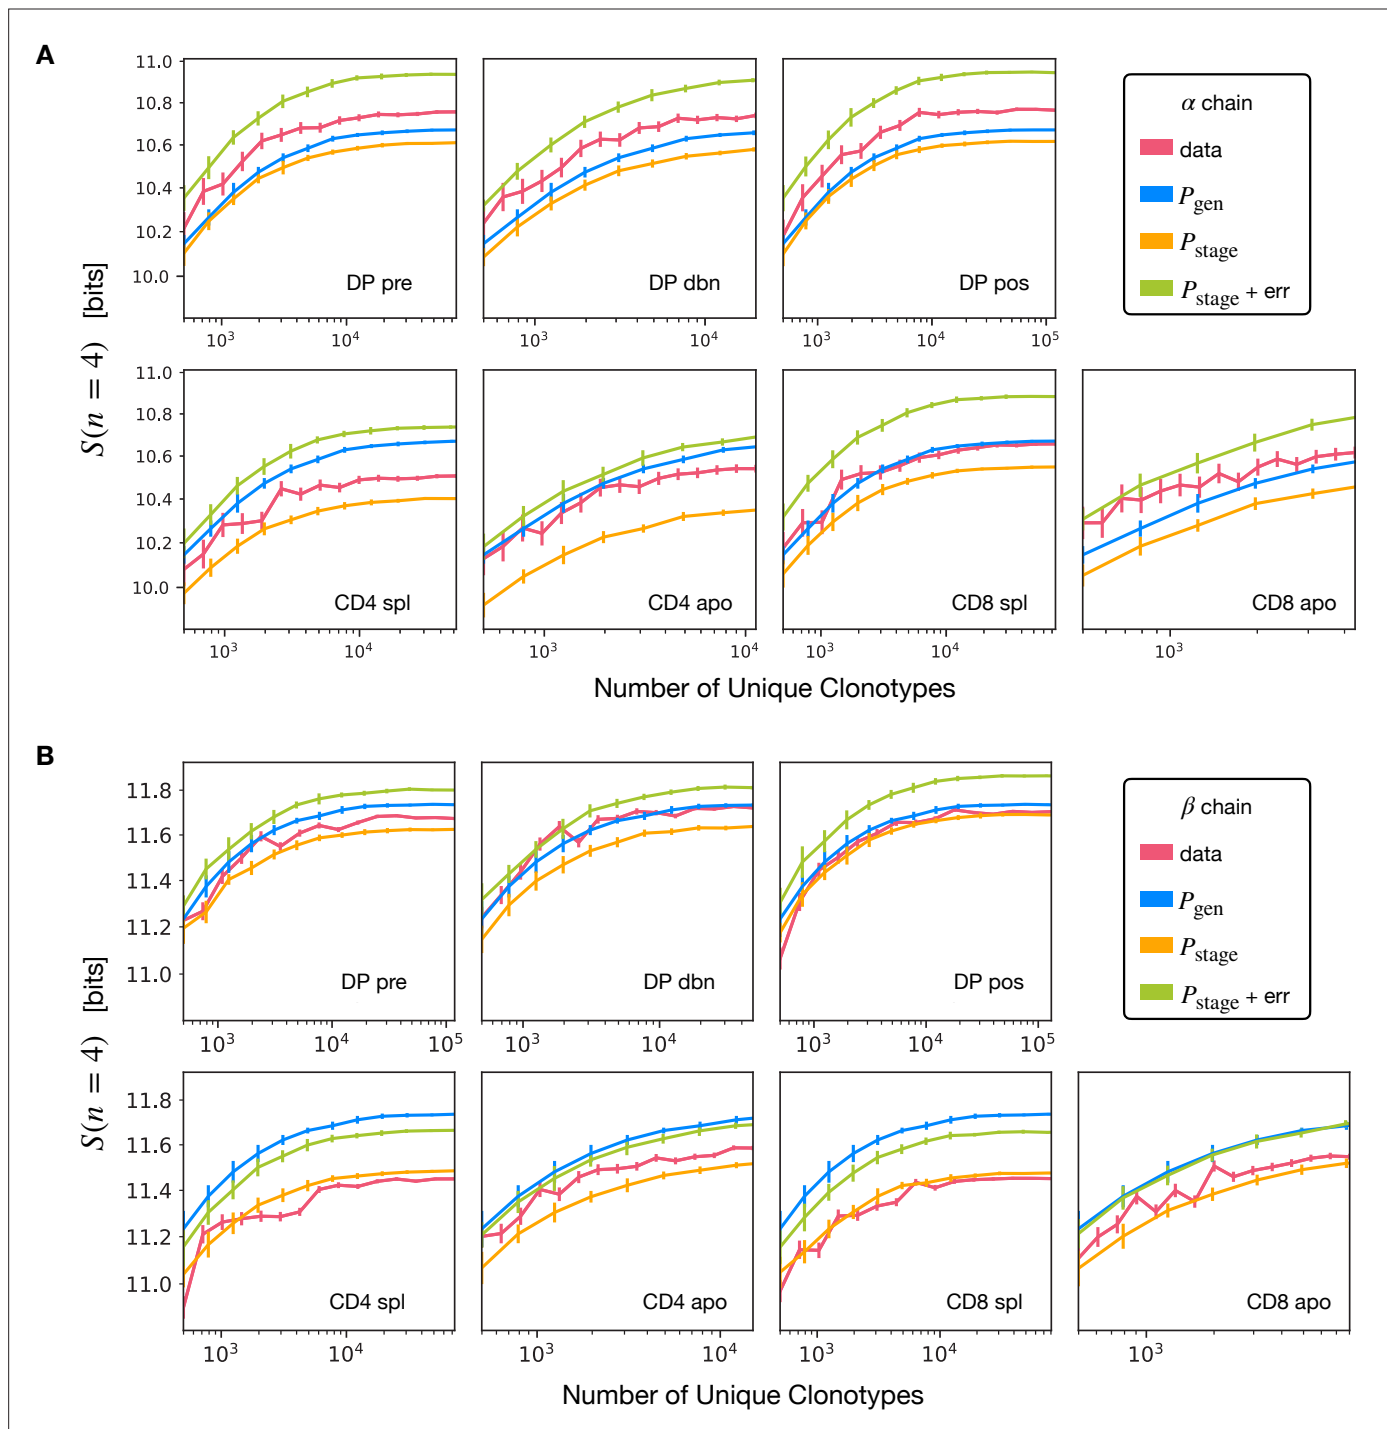 A
S(n = 4) [bits]
11.0
10.8
10.6
10.4
10.2
10.0
DP pre
10³ 10⁴
DP dbn
10³ 10⁴
DP pos
10³ 10⁴ 10⁵
α chain
data
P_gen
P_stage
P_stage + err
11.0
10.8
10.6
10.4
10.2
10.0
CD4 spl
10³ 10⁴
CD4 apo
10³ 10⁴
CD8 spl
10³ 10⁴
CD8 apo
10³
Number of Unique Clonotypes
B
S(n = 4) [bits]
11.8
11.6
11.4
11.2
11.0
DP pre
10³ 10⁴ 10⁵
DP dbn
10³ 10⁴
DP pos
10³ 10⁴ 10⁵
β chain
data
P_gen
P_stage
P_stage + err
11.8
11.6
11.4
11.2
11.0
CD4 spl
10³ 10⁴
CD4 apo
10³ 10⁴
CD8 spl
10³ 10⁴
CD8 apo
10³
Number of Unique Clonotypes